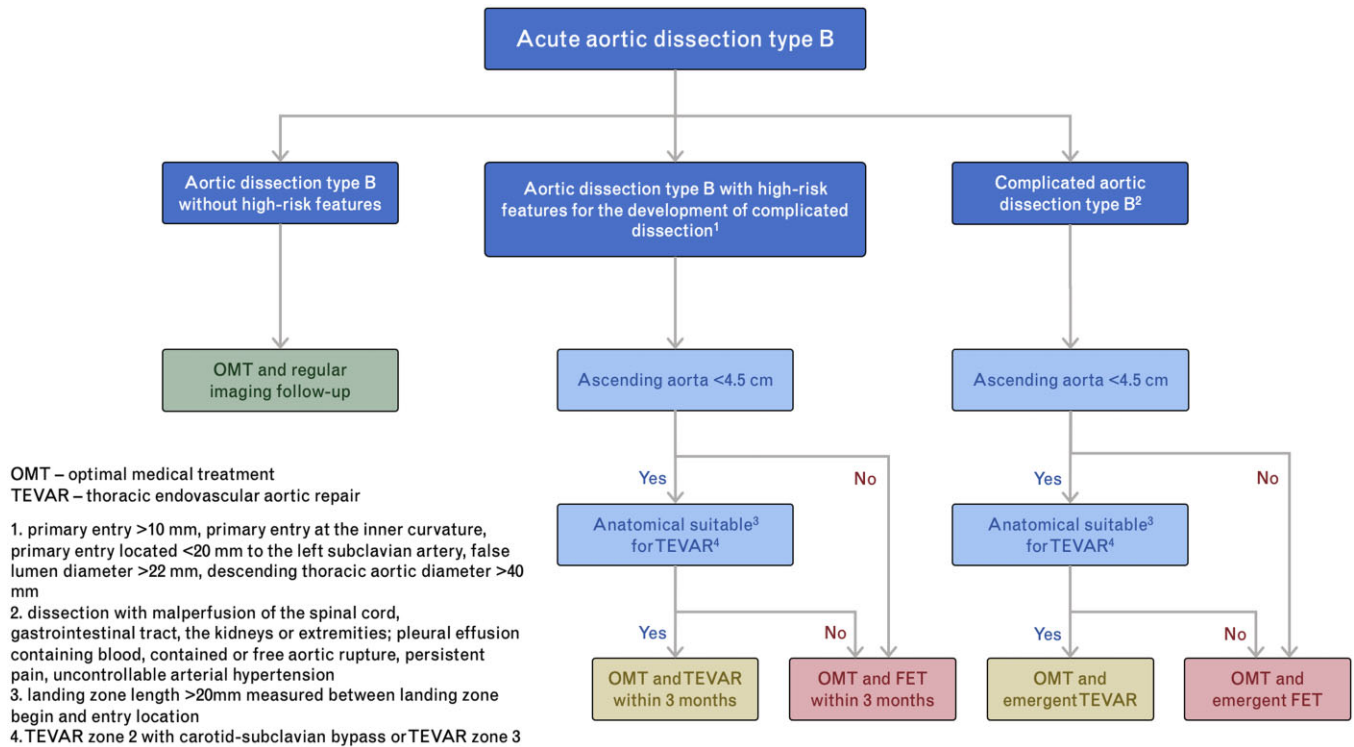 Acute aortic dissection type B
Aortic dissection type B
without high-risk features
Aortic dissection type B with high-risk
features for the development of complicated
dissection¹
Complicated aortic
dissection type B²
OMT and regular
imaging follow-up
Ascending aorta <4.5 cm
Ascending aorta <4.5 cm
Yes
No
Yes
No
Anatomical suitable³
for TEVAR⁴
Anatomical suitable³
for TEVAR⁴
Yes
No
Yes
No
OMT and TEVAR
within 3 months
OMT and FET
within 3 months
OMT and
emergent TEVAR
OMT and
emergent FET
OMT – optimal medical treatment
TEVAR – thoracic endovascular aortic repair
1. primary entry >10 mm, primary entry at the inner curvature,
primary entry located <20 mm to the left subclavian artery, false
lumen diameter >22 mm, descending thoracic aortic diameter >40
mm
2. dissection with malperfusion of the spinal cord,
gastrointestinal tract, the kidneys or extremities; pleural effusion
containing blood, contained or free aortic rupture, persistent
pain, uncontrollable arterial hypertension
3. landing zone length >20mm measured between landing zone
begin and entry location
4. TEVAR zone 2 with carotid-subclavian bypass or TEVAR zone 3